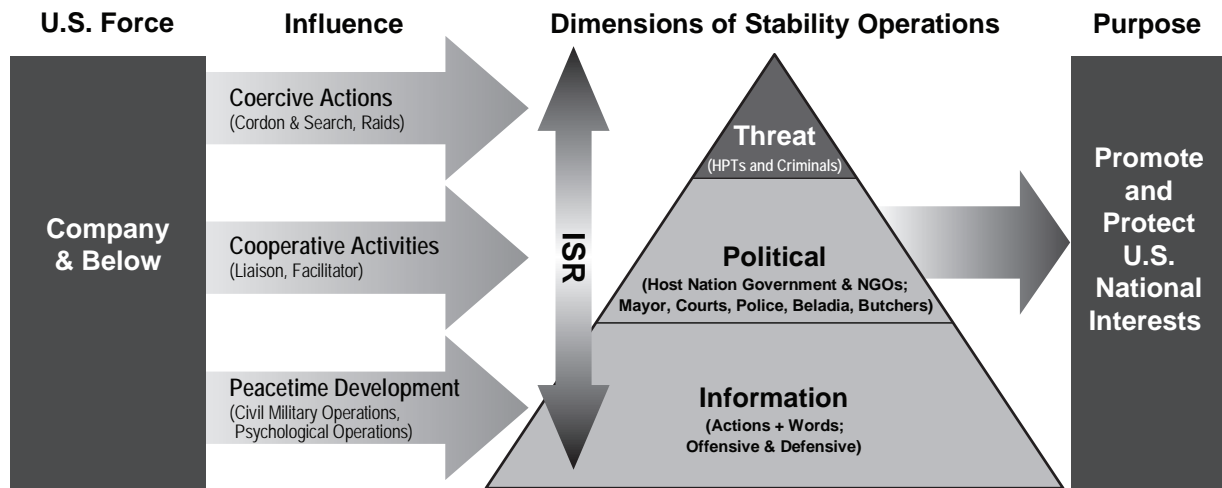 U.S. Force
Influence
Dimensions of Stability Operations
Purpose
Company
& Below
Coercive Actions
(Cordon & Search, Raids)
Cooperative Activities
(Liaison, Facilitator)
Peacetime Development
(Civil Military Operations,
Psychological Operations)
ISR
Threat
(HPTs and Criminals)
Political
(Host Nation Government & NGOs;
Mayor, Courts, Police, Beladia, Butchers)
Information
(Actions + Words;
Offensive & Defensive)
Promote
and
Protect
U.S.
National
Interests